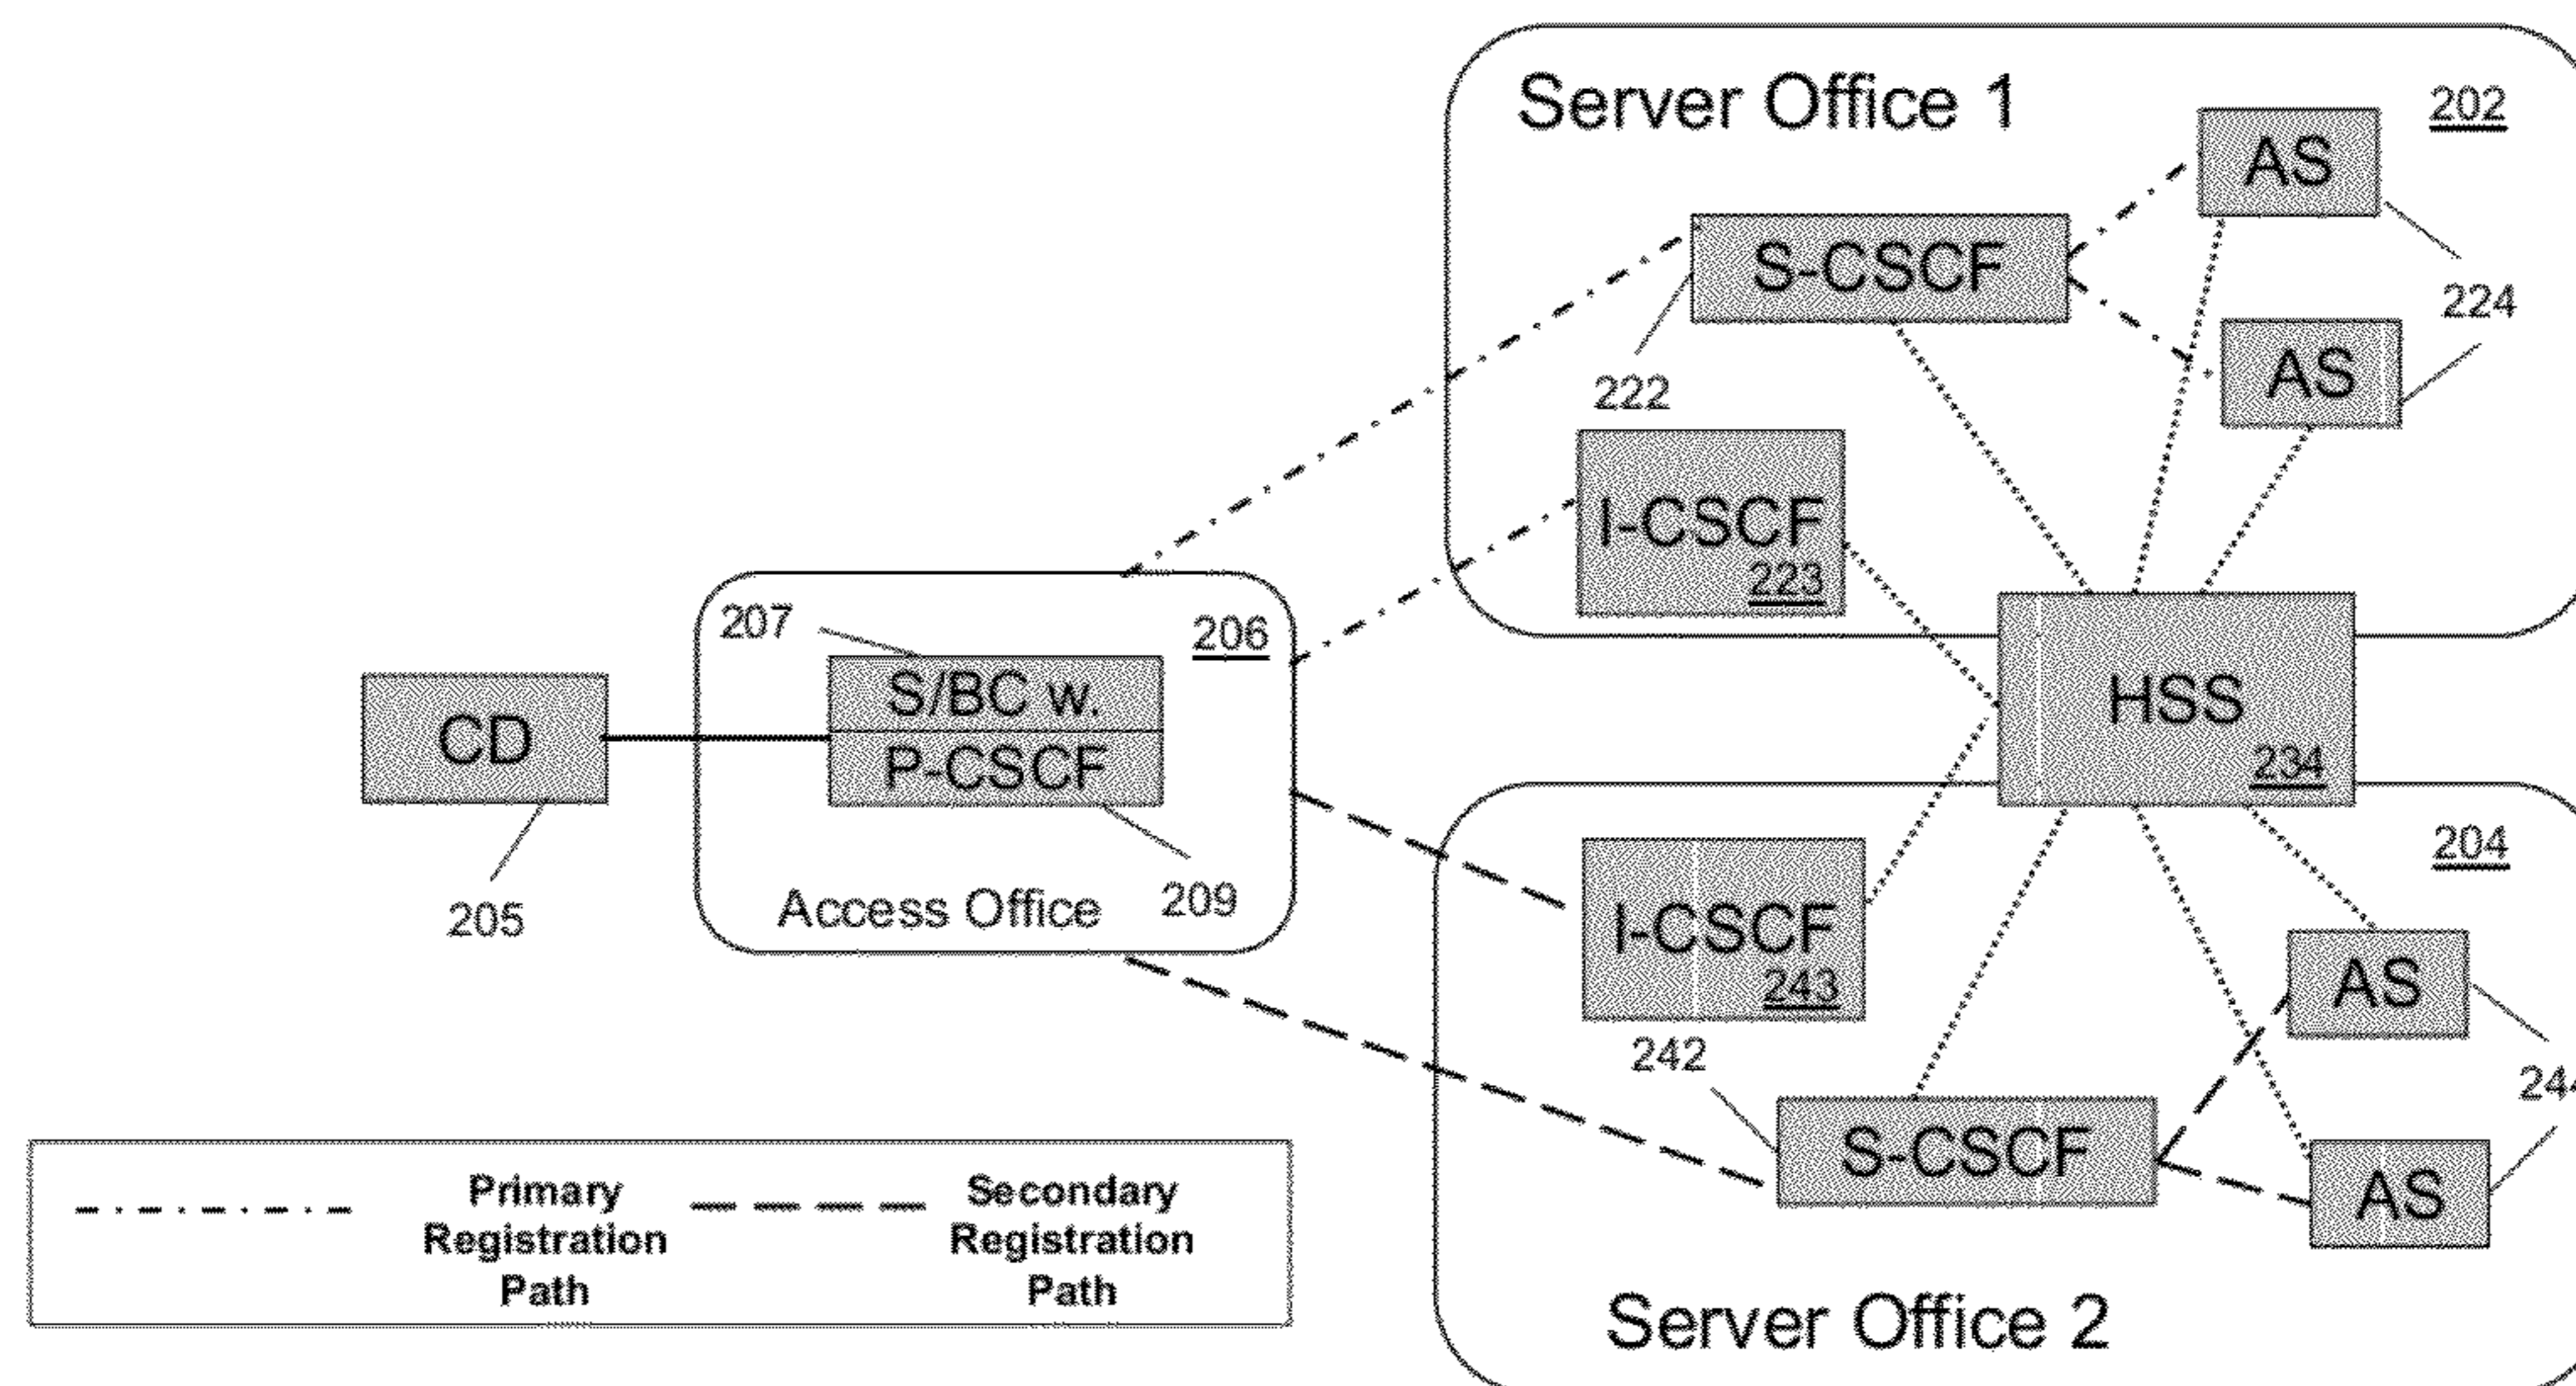 Server Office 1
202
AS
S-CSCF
224
222
AS
I-CSCF
223
207
206
S/BC w.
P-CSCF
CD
HSS
234
204
205
Access Office
209
I-CSCF
243
242
AS
S-CSCF
AS
Server Office 2
Primary
Registration
Path
Secondary
Registration
Path